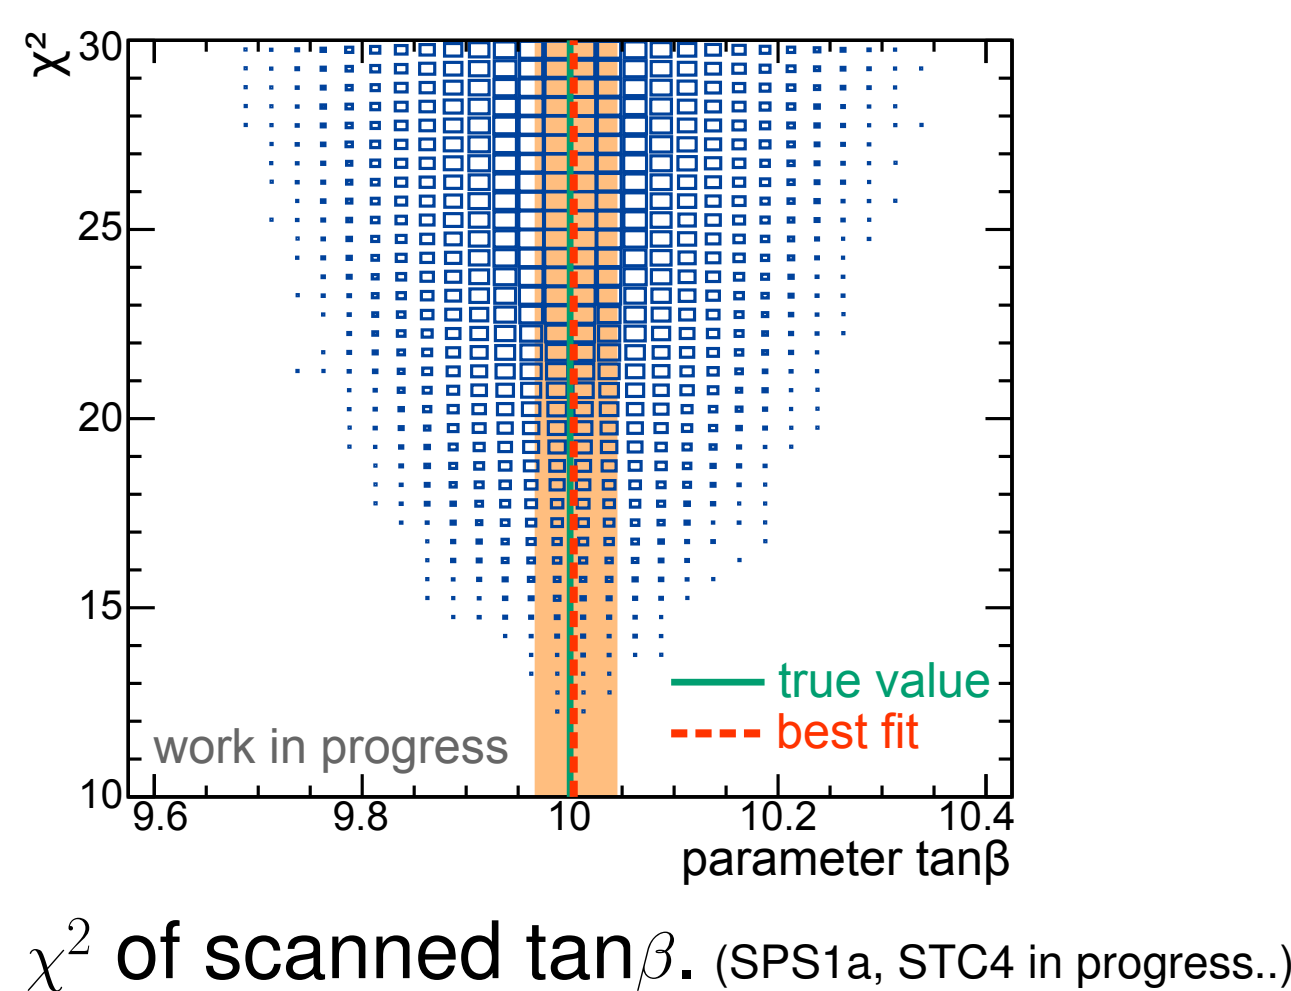 χ²
30
25
20
15
10
true value
best fit
work in progress
9.6 9.8 10 10.2 10.4
parameter tanβ
χ² of scanned tanβ. (SPS1a, STC4 in progress..)